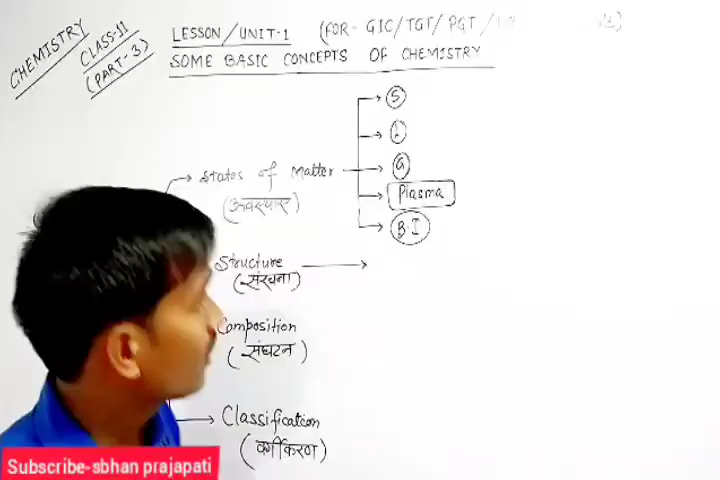 CHEMISTRY
CLASS-11
(PART-3)
LESSON/UNIT-1 (FOR- GIC/TGT/PGT/
SOME BASIC CONCEPTS OF CHEMISTRY
S
L
G
Plasma
B.I
States of Matter
(अवस्थाएं)
Structure
(संरचना)
Composition
(संघटन)
Classification
(वर्गीकरण)
Subscribe-sbhan prajapati